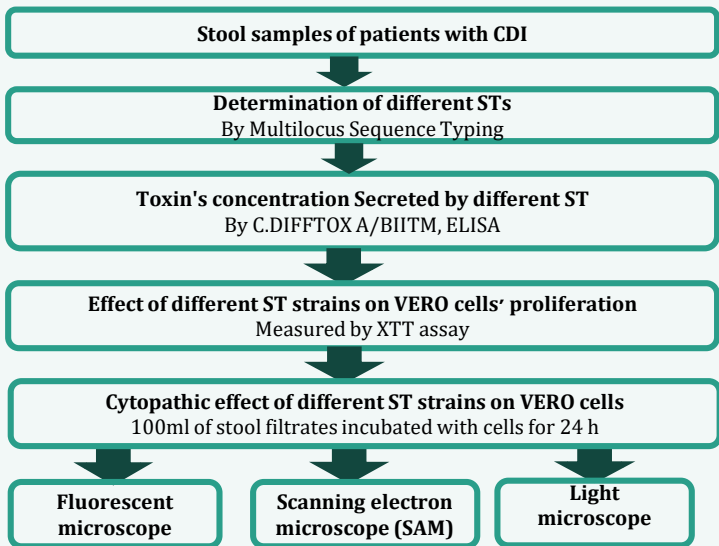 Stool samples of patients with CDI
Determination of different STs
By Multilocus Sequence Typing
Toxin's concentration Secreted by different ST
By C.DIFFTOX A/BIITM, ELISA
Effect of different ST strains on VERO cells' proliferation
Measured by XTT assay
Cytopathic effect of different ST strains on VERO cells
100ml of stool filtrates incubated with cells for 24 h
Fluorescent
microscope
Scanning electron
microscope (SAM)
Light
microscope